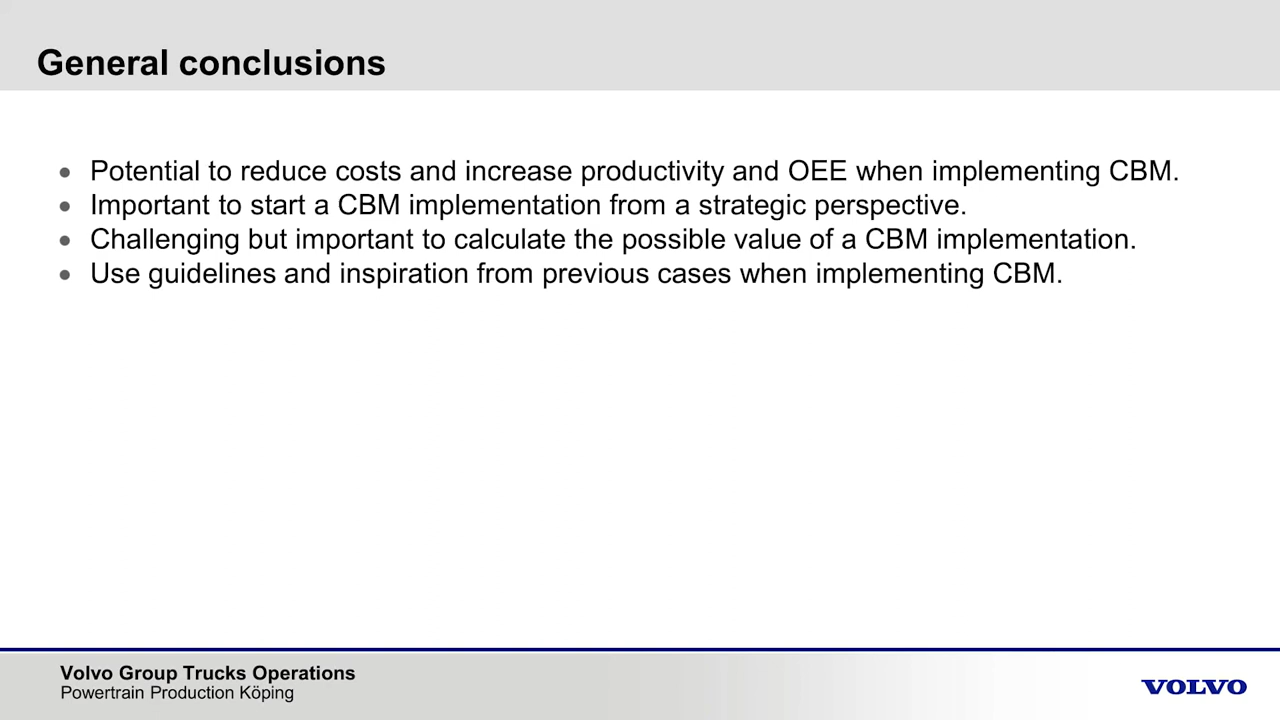 General conclusions
• Potential to reduce costs and increase productivity and OEE when implementing CBM.
• Important to start a CBM implementation from a strategic perspective.
• Challenging but important to calculate the possible value of a CBM implementation.
• Use guidelines and inspiration from previous cases when implementing CBM.
Volvo Group Trucks Operations
Powertrain Production Köping
VOLVO